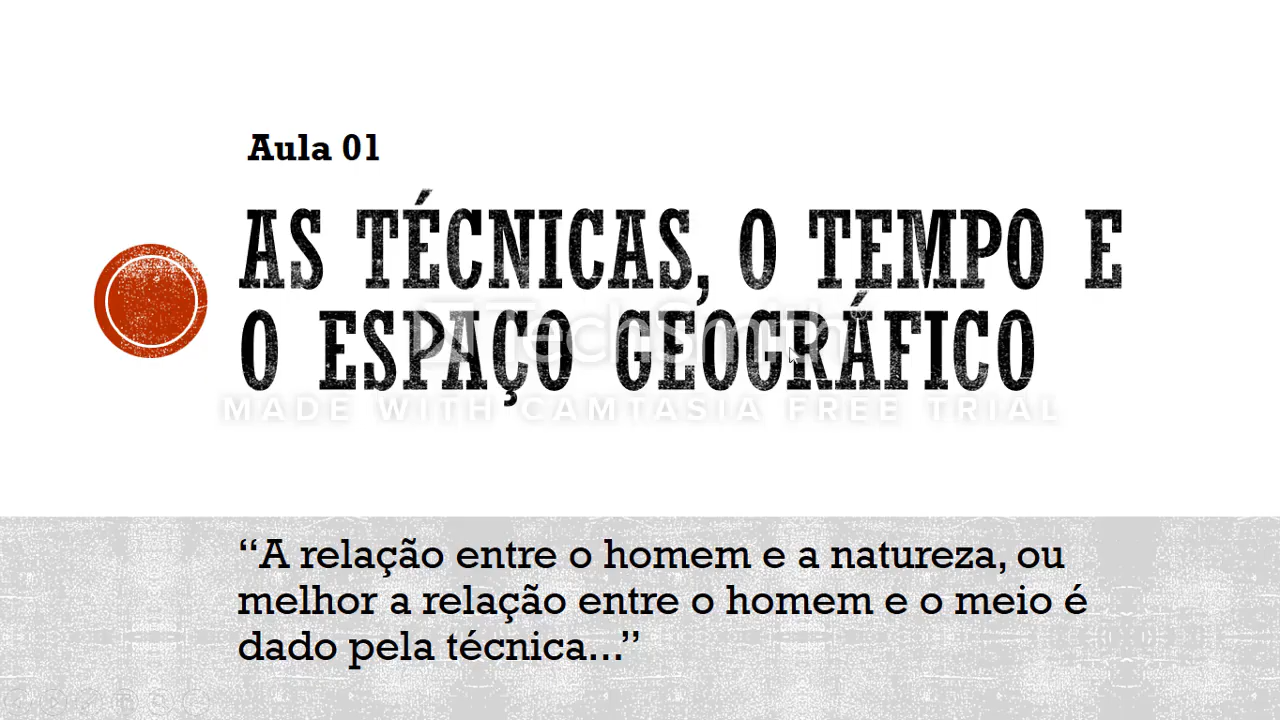 Aula 01
AS TÉCNICAS, O TEMPO E
O ESPAÇO GEOGRÁFICO
TechSmith
MADE WITH CAMTASIA FREE TRIAL
“A relação entre o homem e a natureza, ou
melhor a relação entre o homem e o meio é
dado pela técnica...”